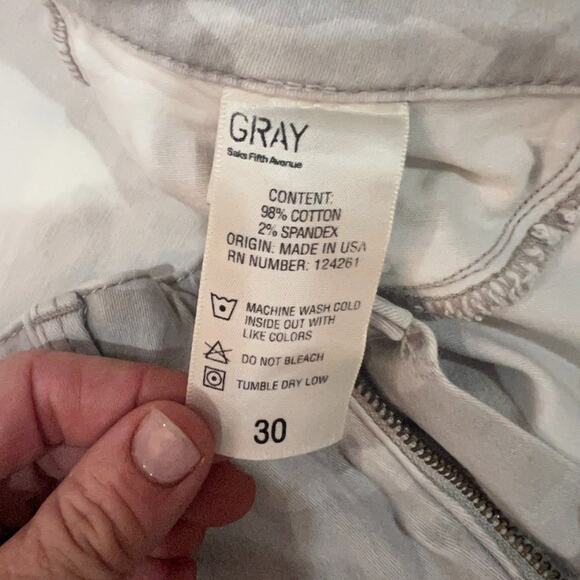 GRAY
Saks Fifth Avenue
CONTENT:
98% COTTON
2% SPANDEX
ORIGIN: MADE IN USA
RN NUMBER: 124261
MACHINE WASH COLD
INSIDE OUT WITH
LIKE COLORS
DO NOT BLEACH
TUMBLE DRY LOW
30